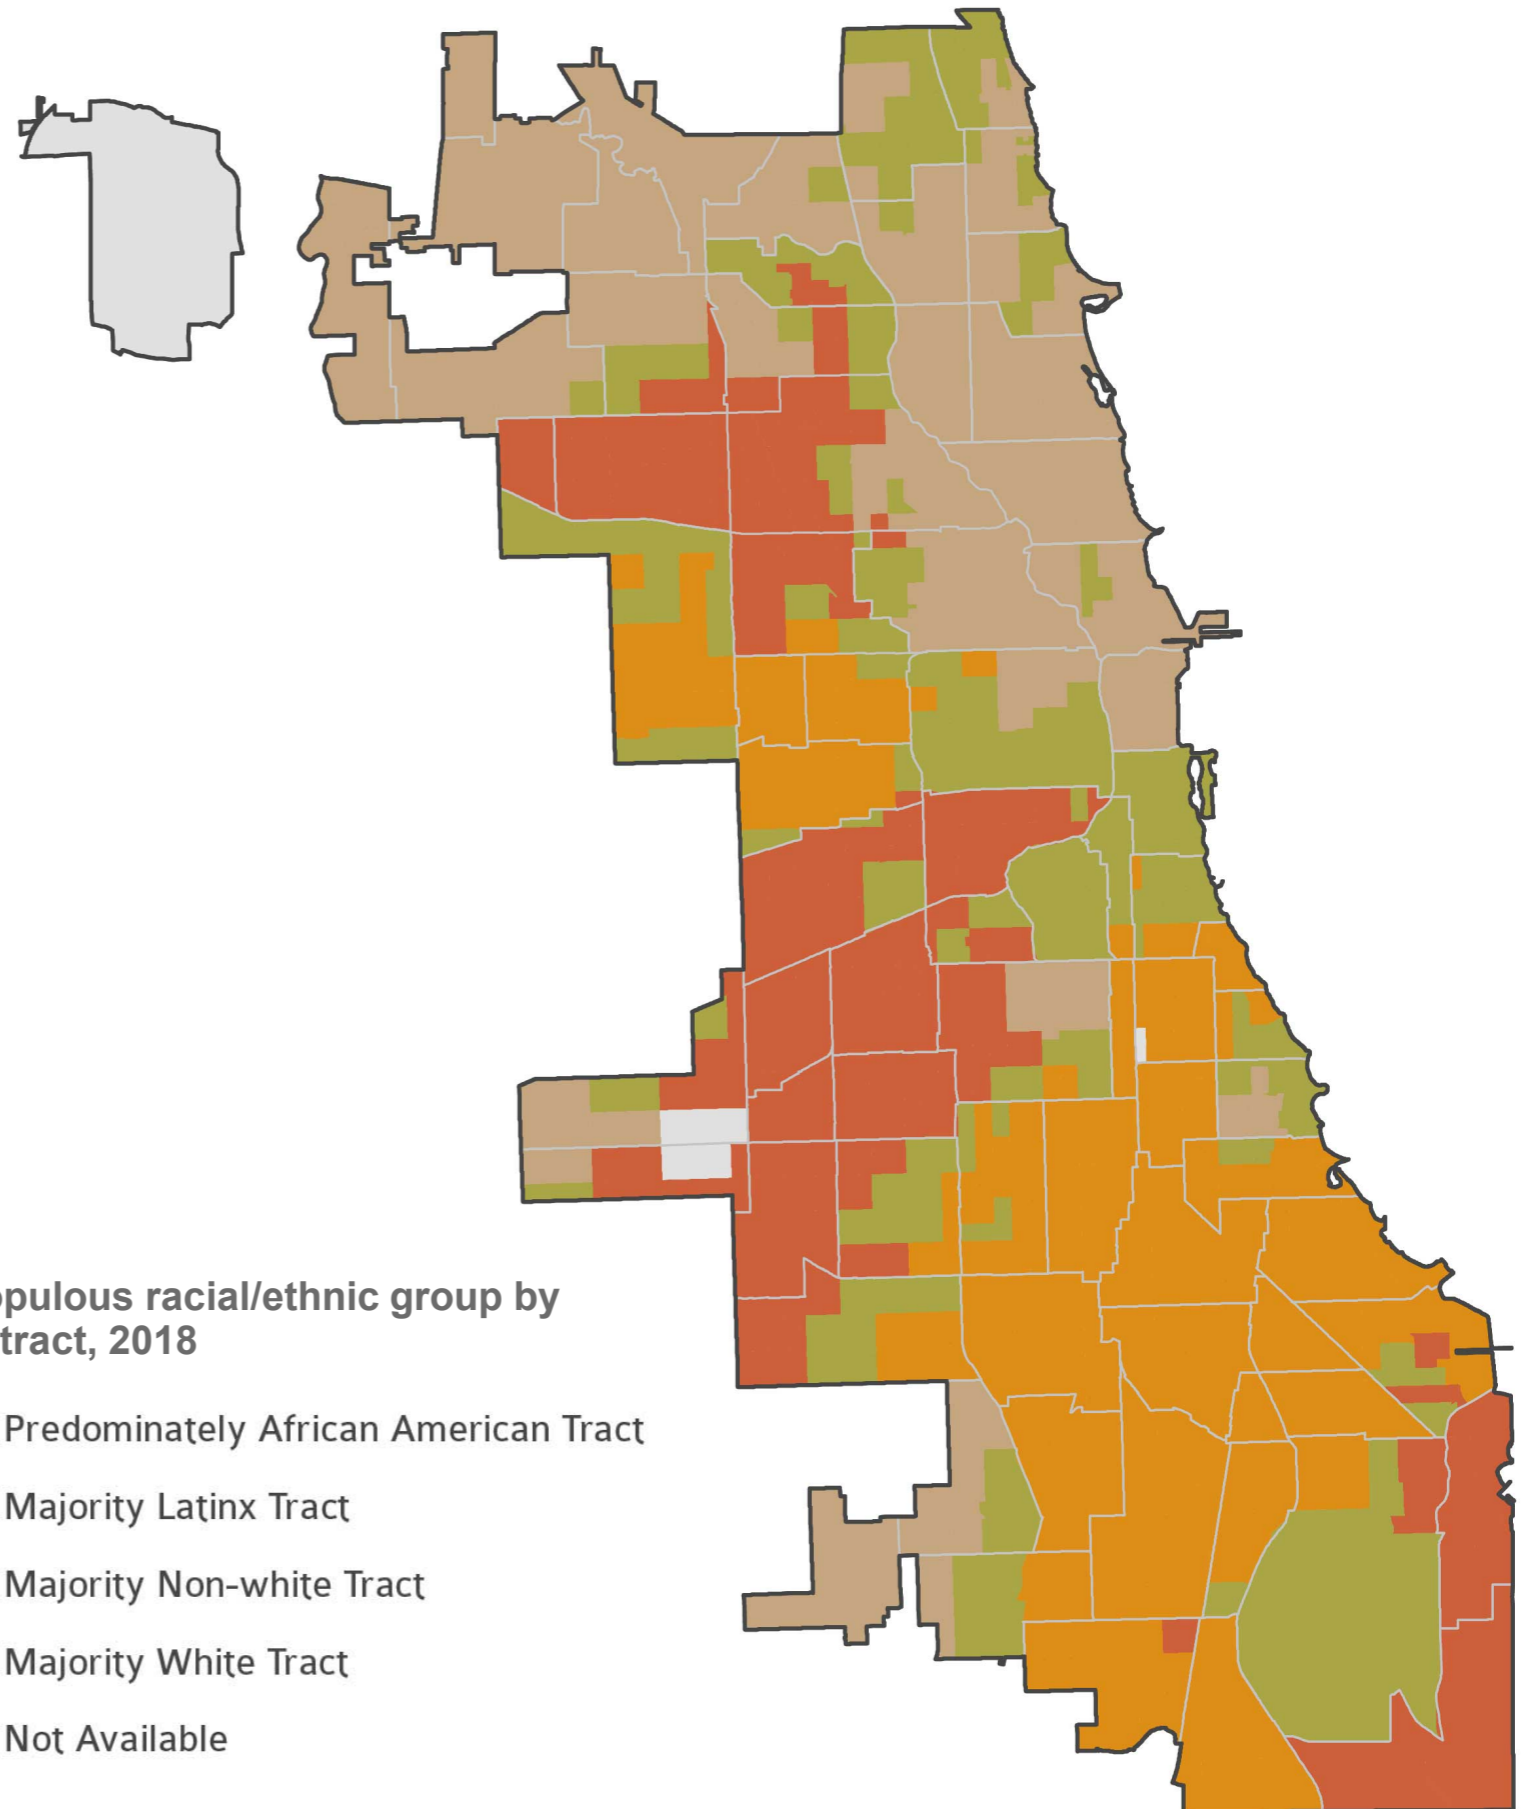 opulous racial/ethnic group by
tract, 2018
Predominately African American Tract
Majority Latinx Tract
Majority Non-white Tract
Majority White Tract
Not Available